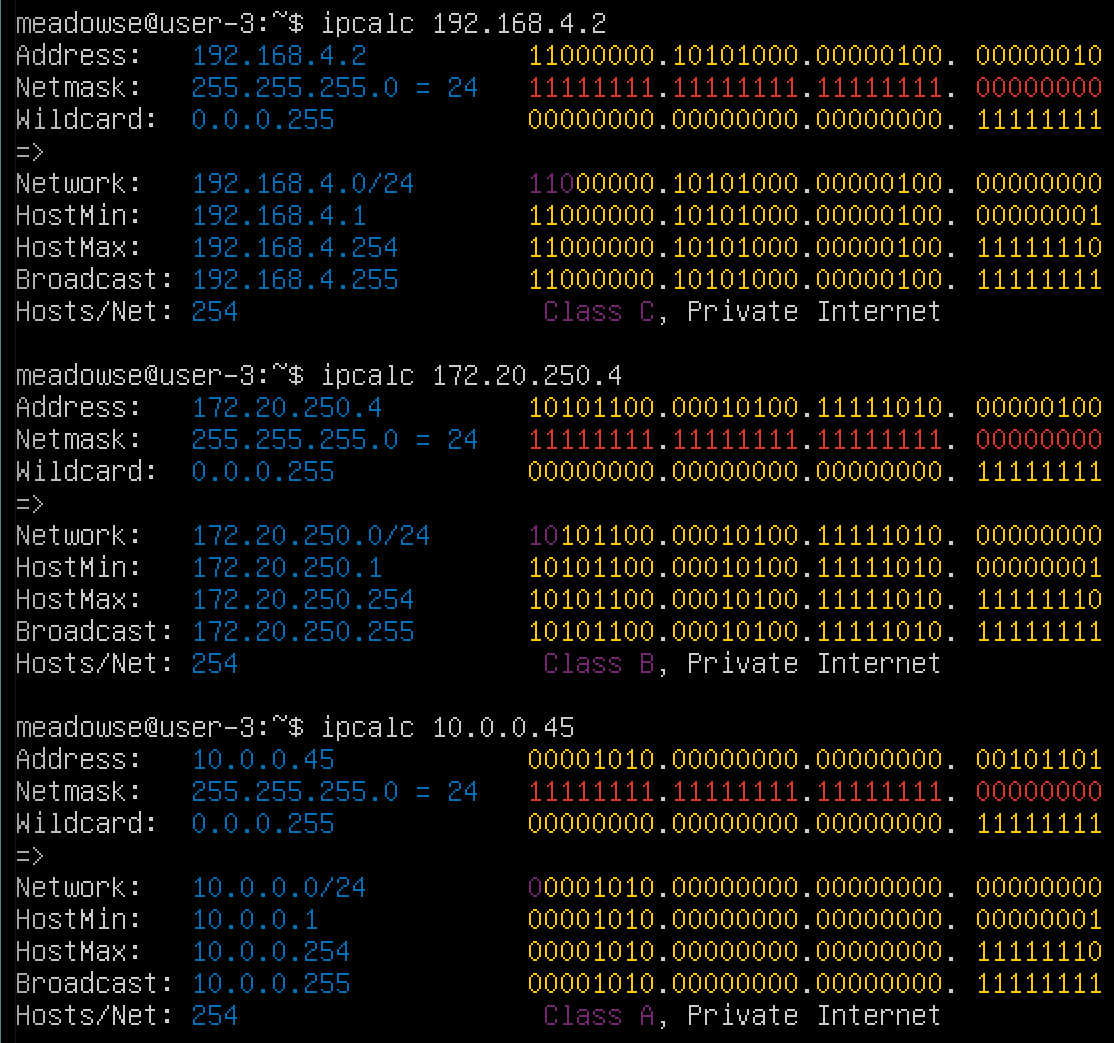 meadowse@user-3:~$ ipcalc 192.168.4.2
Address:   192.168.4.2          11000000.10101000.00000100. 00000010
Netmask:   255.255.255.0 = 24   11111111.11111111.11111111. 00000000
Wildcard:  0.0.0.255            00000000.00000000.00000000. 11111111
=>
Network:   192.168.4.0/24       11000000.10101000.00000100. 00000000
HostMin:   192.168.4.1          11000000.10101000.00000100. 00000001
HostMax:   192.168.4.254        11000000.10101000.00000100. 11111110
Broadcast: 192.168.4.255        11000000.10101000.00000100. 11111111
Hosts/Net: 254                   Class C, Private Internet

meadowse@user-3:~$ ipcalc 172.20.250.4
Address:   172.20.250.4         10101100.00010100.11111010. 00000100
Netmask:   255.255.255.0 = 24   11111111.11111111.11111111. 00000000
Wildcard:  0.0.0.255            00000000.00000000.00000000. 11111111
=>
Network:   172.20.250.0/24      10101100.00010100.11111010. 00000000
HostMin:   172.20.250.1         10101100.00010100.11111010. 00000001
HostMax:   172.20.250.254       10101100.00010100.11111010. 11111110
Broadcast: 172.20.250.255       10101100.00010100.11111010. 11111111
Hosts/Net: 254                   Class B, Private Internet

meadowse@user-3:~$ ipcalc 10.0.0.45
Address:   10.0.0.45            00001010.00000000.00000000. 00101101
Netmask:   255.255.255.0 = 24   11111111.11111111.11111111. 00000000
Wildcard:  0.0.0.255            00000000.00000000.00000000. 11111111
=>
Network:   10.0.0.0/24          00001010.00000000.00000000. 00000000
HostMin:   10.0.0.1             00001010.00000000.00000000. 00000001
HostMax:   10.0.0.254           00001010.00000000.00000000. 11111110
Broadcast: 10.0.0.255           00001010.00000000.00000000. 11111111
Hosts/Net: 254                   Class A, Private Internet